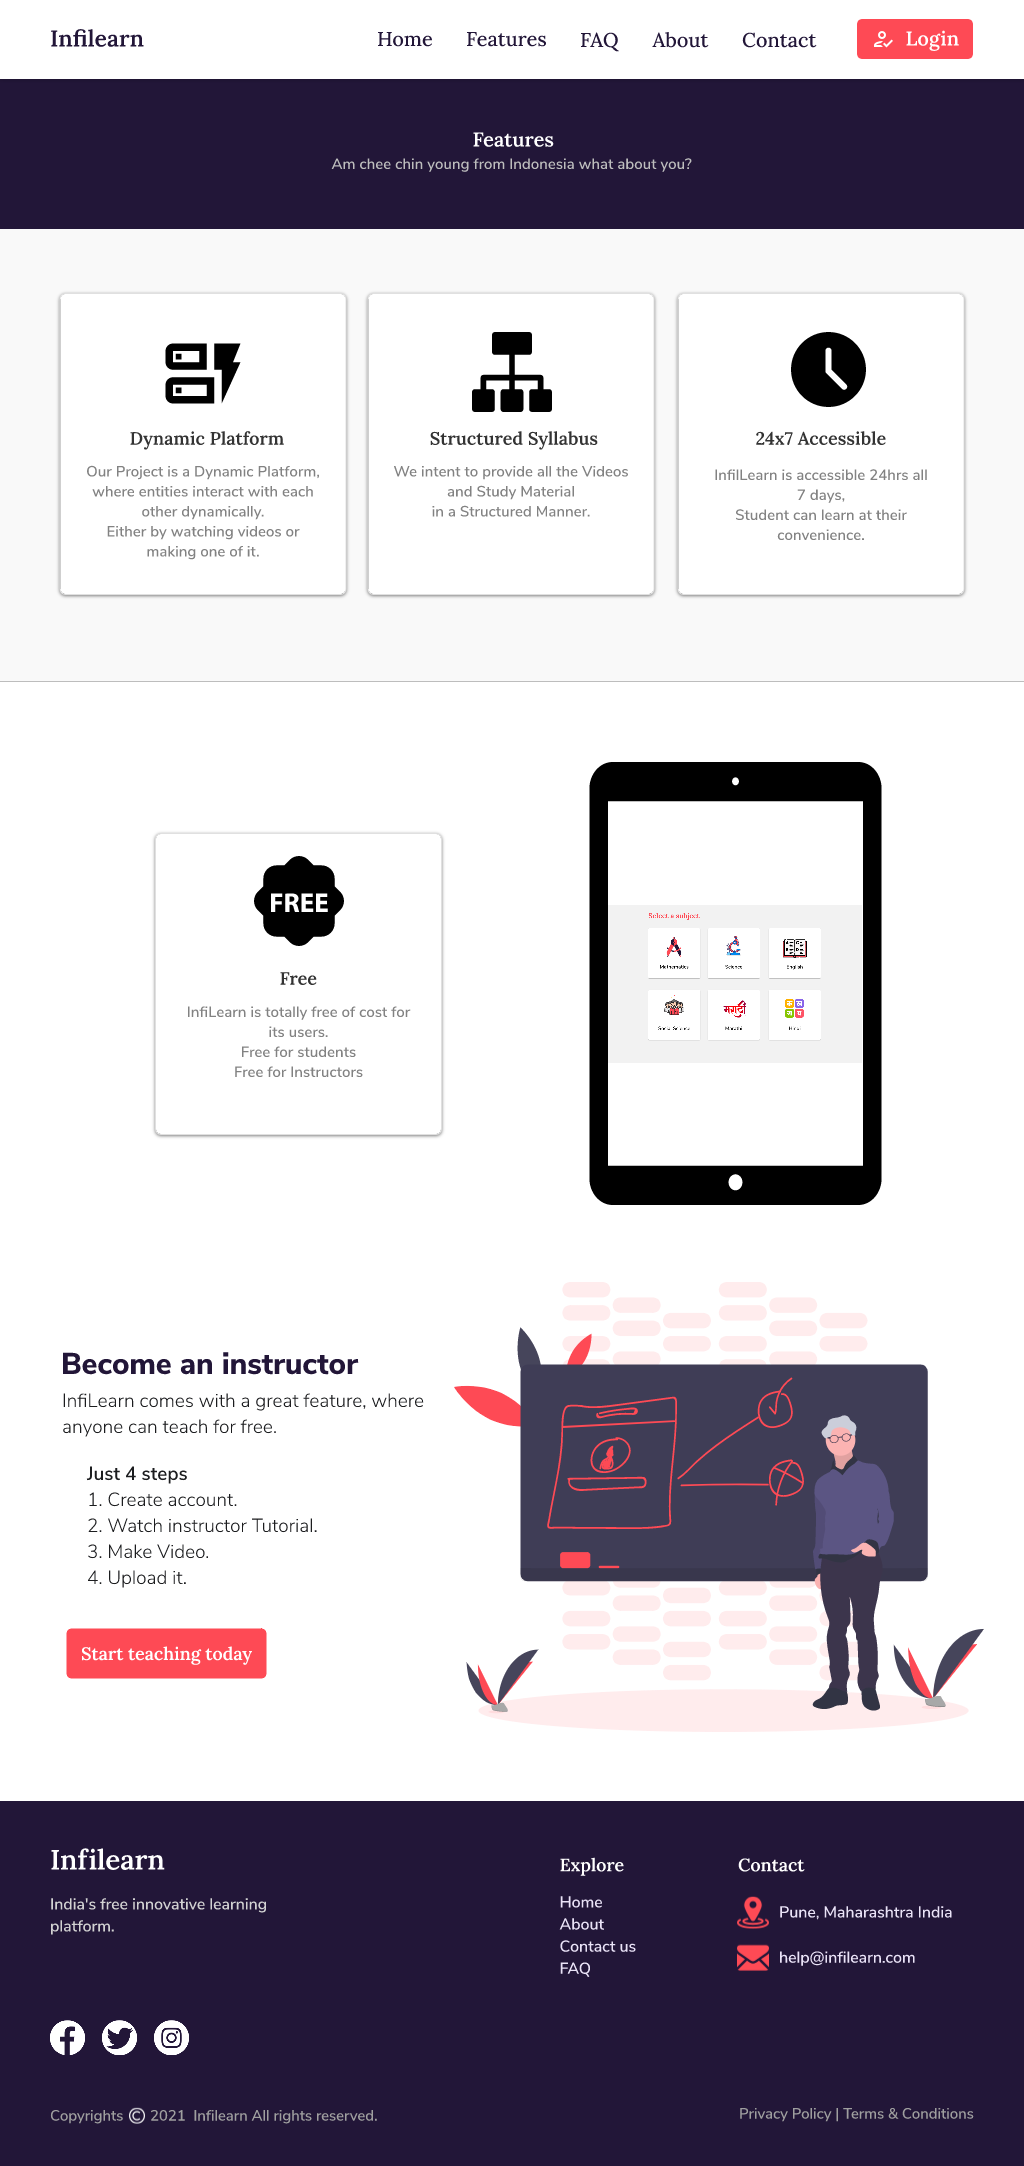 Infilearn
Home Features FAQ About Contact Login
Features
Am chee chin young from Indonesia what about you?
Dynamic Platform
Our Project is a Dynamic Platform,
where entities interact with each
other dynamically.
Either by watching videos or
making one of it.
Structured Syllabus
We intent to provide all the Videos
and Study Material
in a Structured Manner.
24x7 Accessible
InfilLearn is accessible 24hrs all
7 days,
Student can learn at their
convenience.
FREE
Free
InfiLearn is totally free of cost for
its users.
Free for students
Free for Instructors
Select a subject.
Mathematics
Science
English
Social Science
Marathi
Hindi
Become an instructor
InfiLearn comes with a great feature, where
anyone can teach for free.
Just 4 steps
1. Create account.
2. Watch instructor Tutorial.
3. Make Video.
4. Upload it.
Start teaching today
Infilearn
India's free innovative learning
platform.
Explore
Home
About
Contact us
FAQ
Contact
Pune, Maharashtra India
help@infilearn.com
Copyrights © 2021 Infilearn All rights reserved.
Privacy Policy | Terms & Conditions